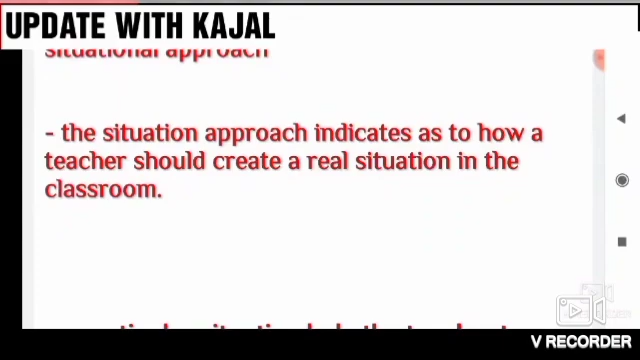 UPDATE WITH KAJAL
situational approach
- the situation approach indicates as to how a
teacher should create a real situation in the
classroom.
V RECORDER